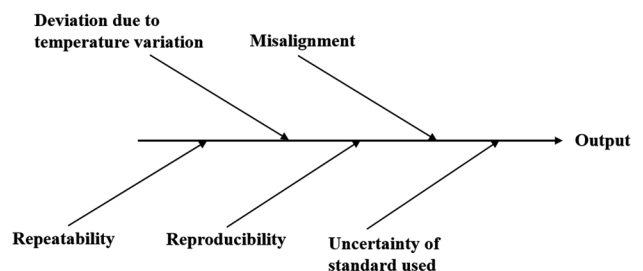 Deviation due to
temperature variation
Misalignment
Output
Repeatability
Reproducibility
Uncertainty of
standard used